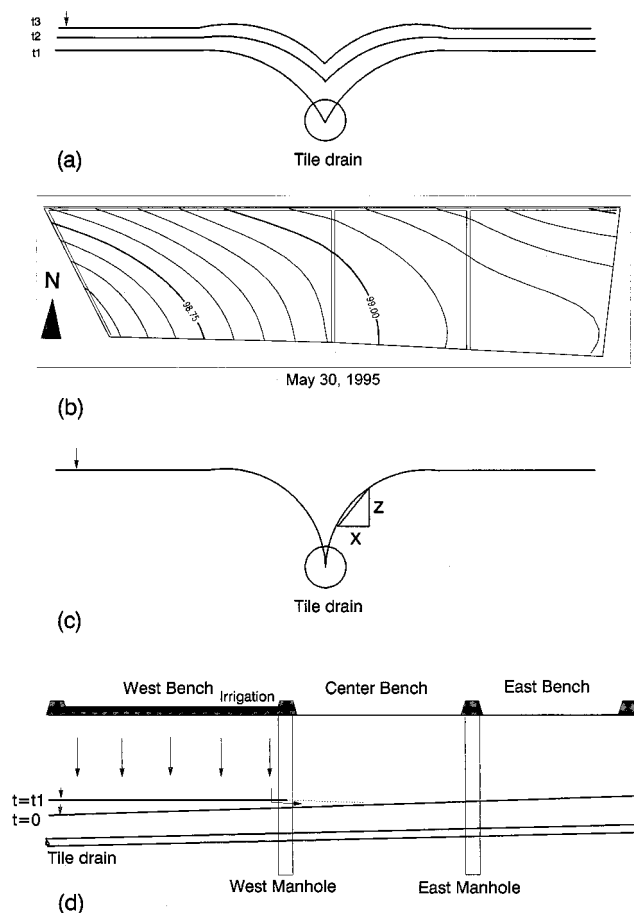 t3
t2
t1
(a)
Tile drain
98.75
99.00
N
May 30, 1995
(b)
Z
X
Tile drain
(c)
West Bench
Irrigation
Center Bench
East Bench
t=t1
t=0
Tile drain
West Manhole
East Manhole
(d)